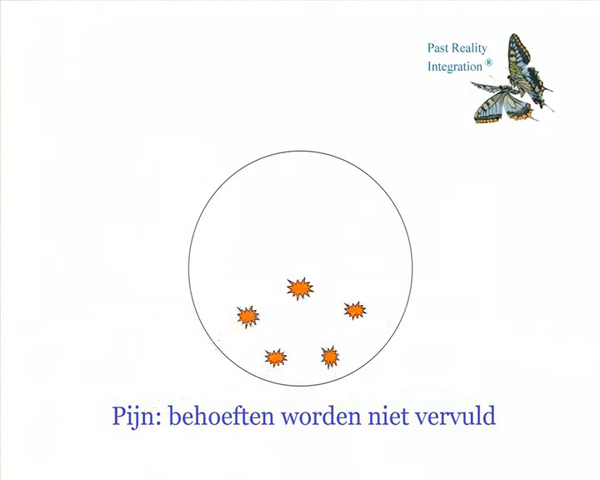 Past Reality
Integration ®
Pijn: behoeften worden niet vervuld